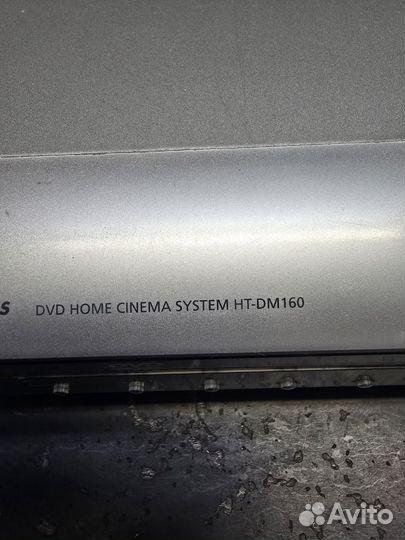 s DVD HOME CINEMA SYSTEM HT-DM160
Avito